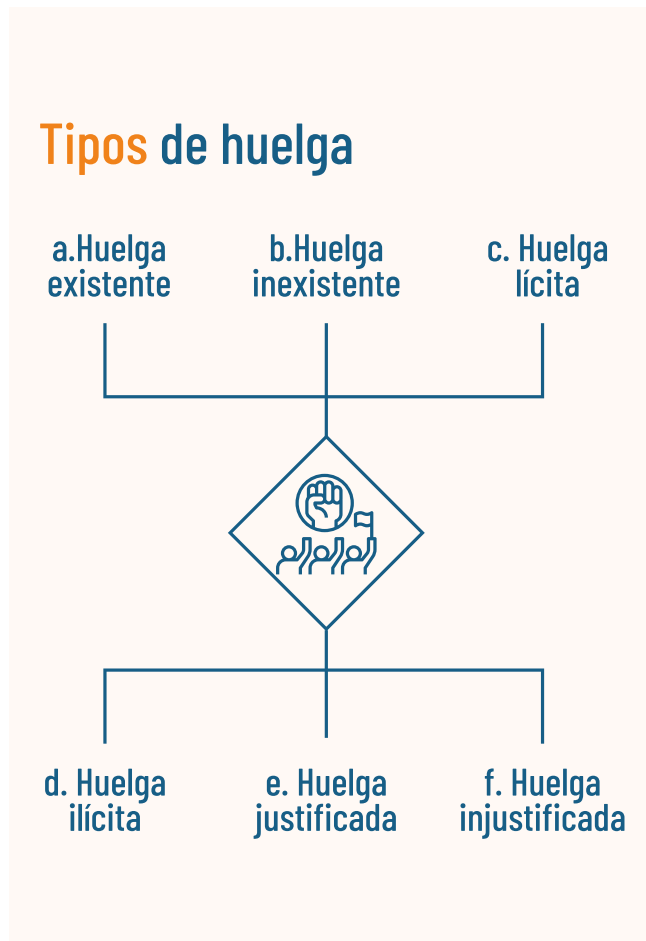 Tipos de huelga
a.Huelga
existente
b.Huelga
inexistente
c. Huelga
lícita
d. Huelga
ilícita
e. Huelga
justificada
f. Huelga
injustificada